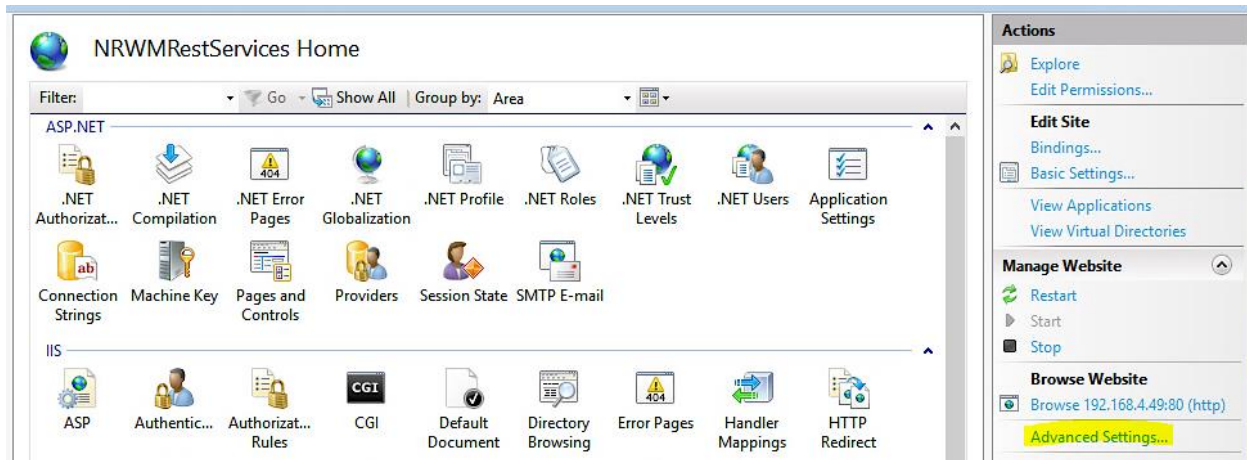 NRWMRestServices Home
Filter:
Go
Show All
Group by: Area
ASP.NET
.NET
Authorizat...
.NET
Compilation
404
.NET Error
Pages
.NET
Globalization
.NET Profile
.NET Roles
.NET Trust
Levels
.NET Users
Application
Settings
ab
Connection
Strings
Machine Key
Pages and
Controls
Providers
Session State
SMTP E-mail
IIS
ASP
Authentic...
Authorizat...
Rules
CGI
CGI
Default
Document
Directory
Browsing
404
Error Pages
Handler
Mappings
HTTP
Redirect
Actions
Explore
Edit Permissions...
Edit Site
Bindings...
Basic Settings...
View Applications
View Virtual Directories
Manage Website
Restart
Start
Stop
Browse Website
Browse 192.168.4.49:80 (http)
Advanced Settings...